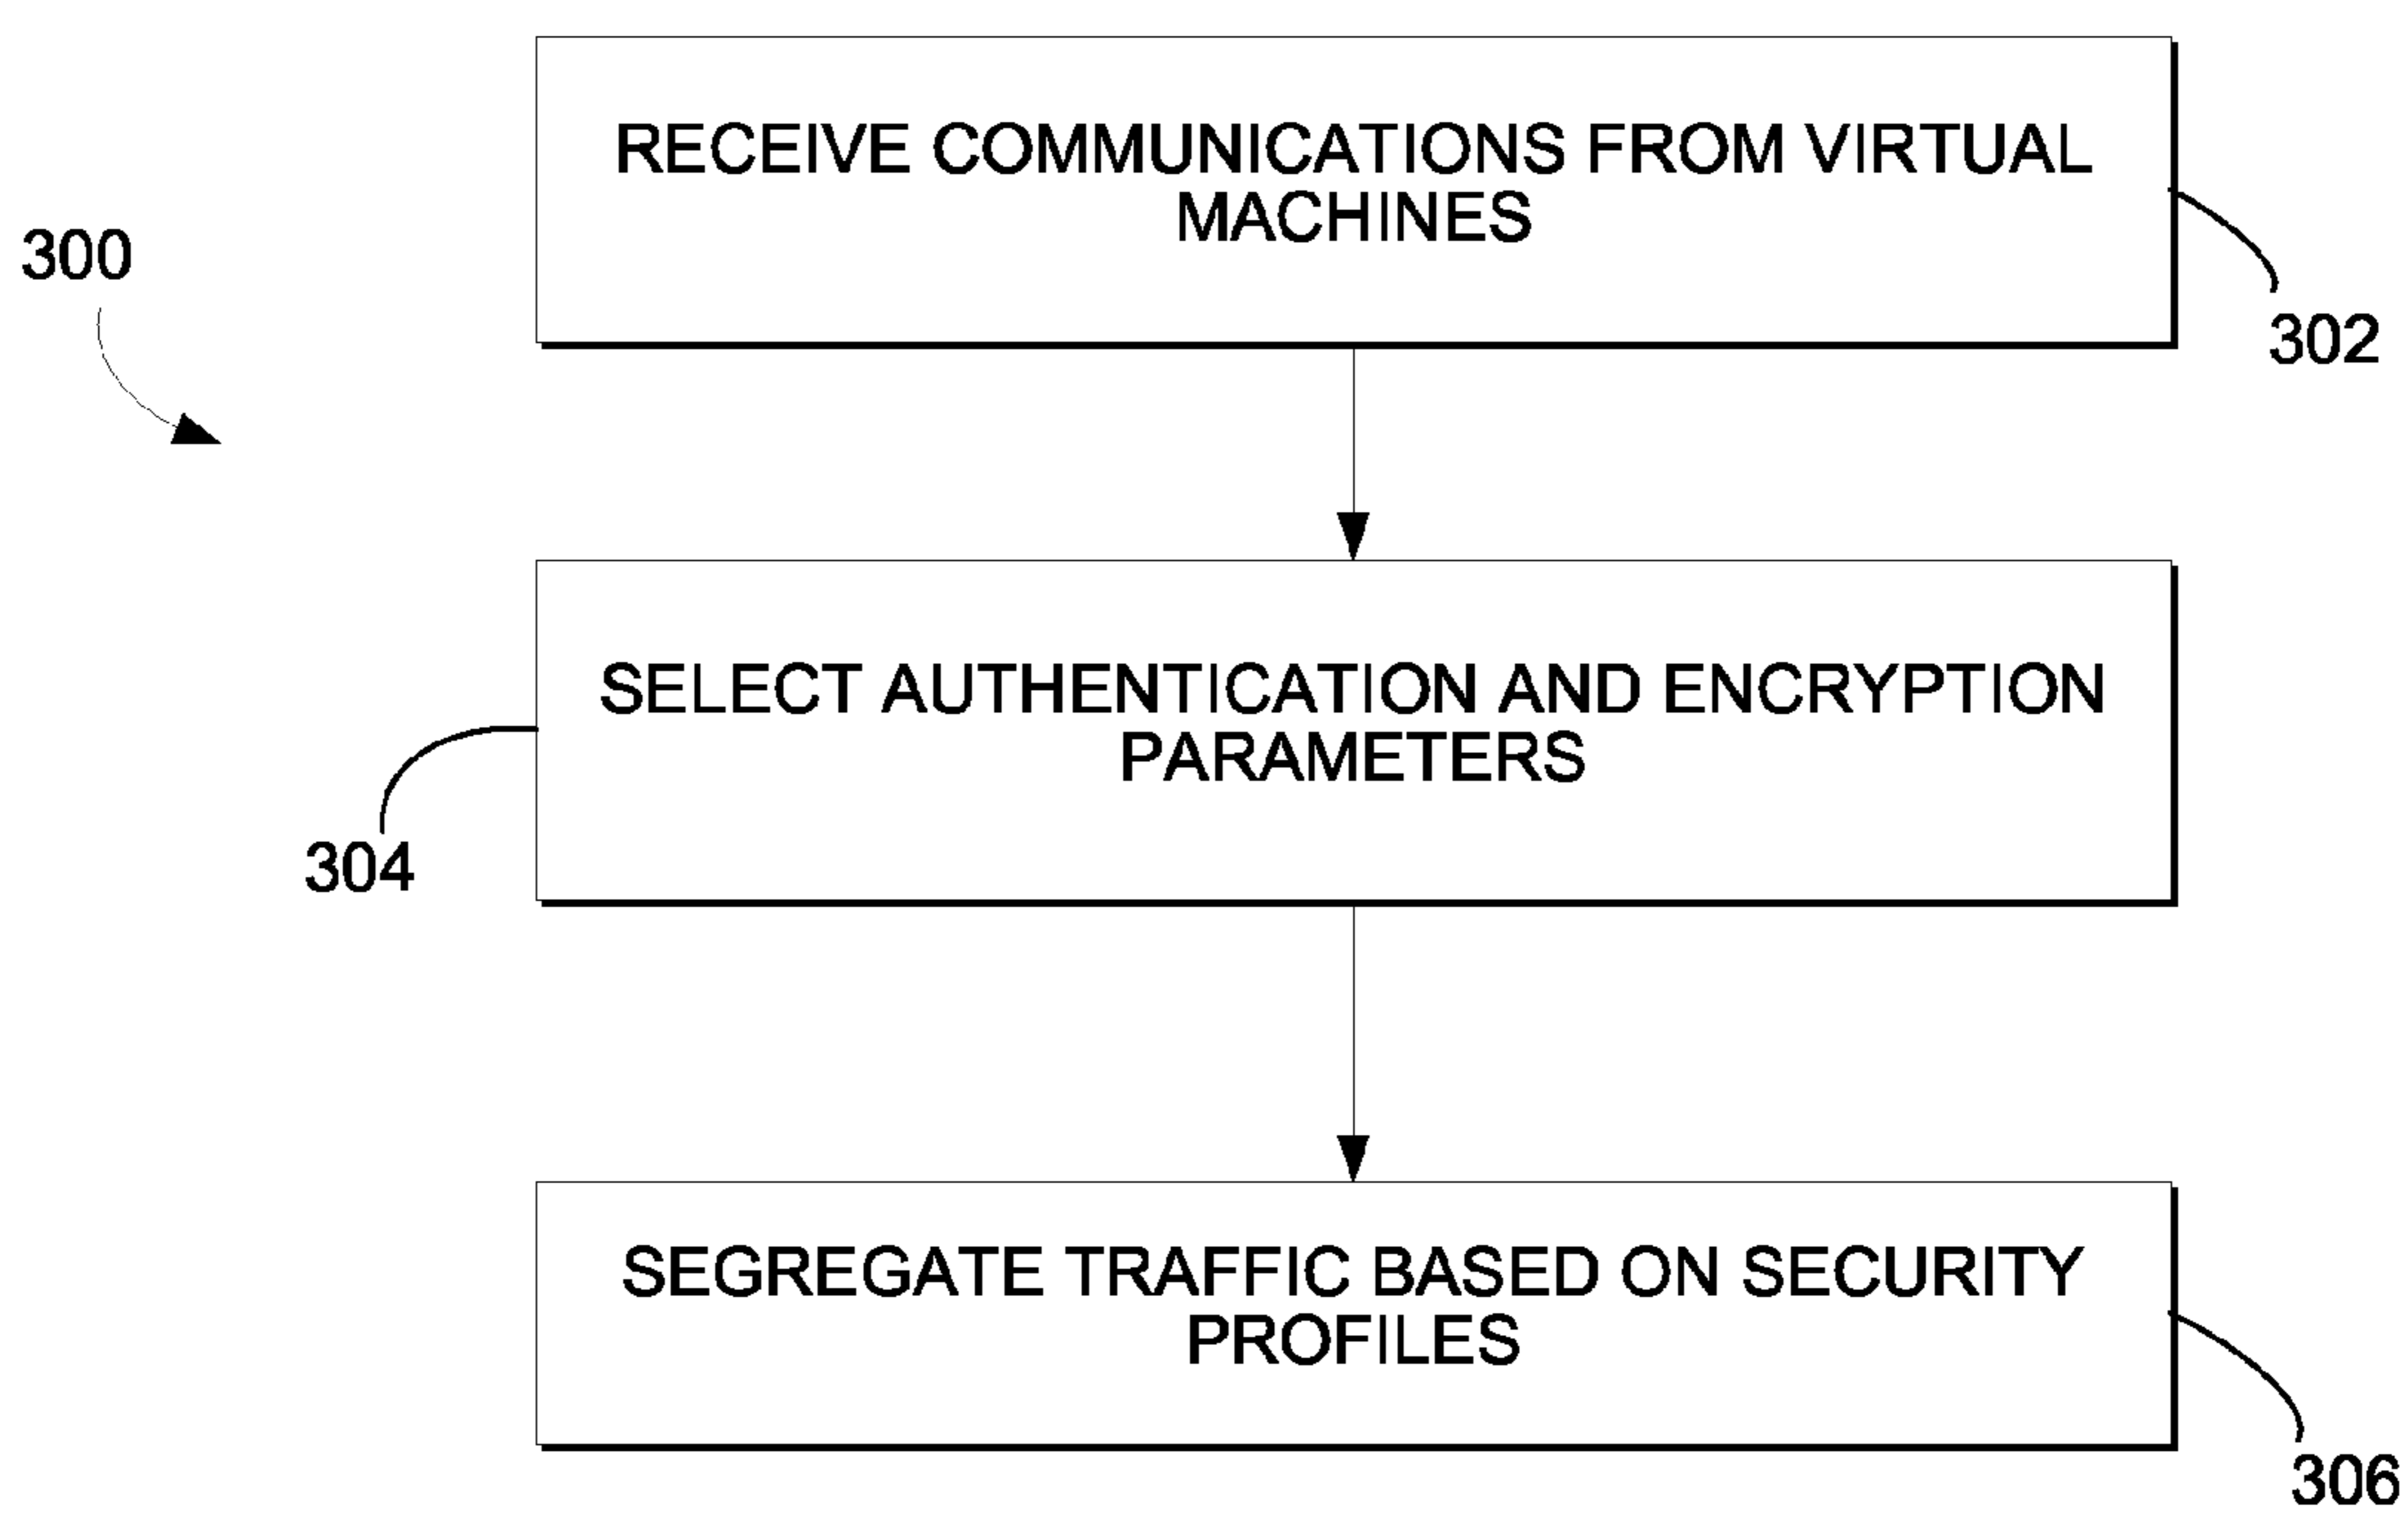 RECEIVE COMMUNICATIONS FROM VIRTUAL
MACHINES
300
302
SELECT AUTHENTICATION AND ENCRYPTION
PARAMETERS
304
SEGREGATE TRAFFIC BASED ON SECURITY
PROFILES
306